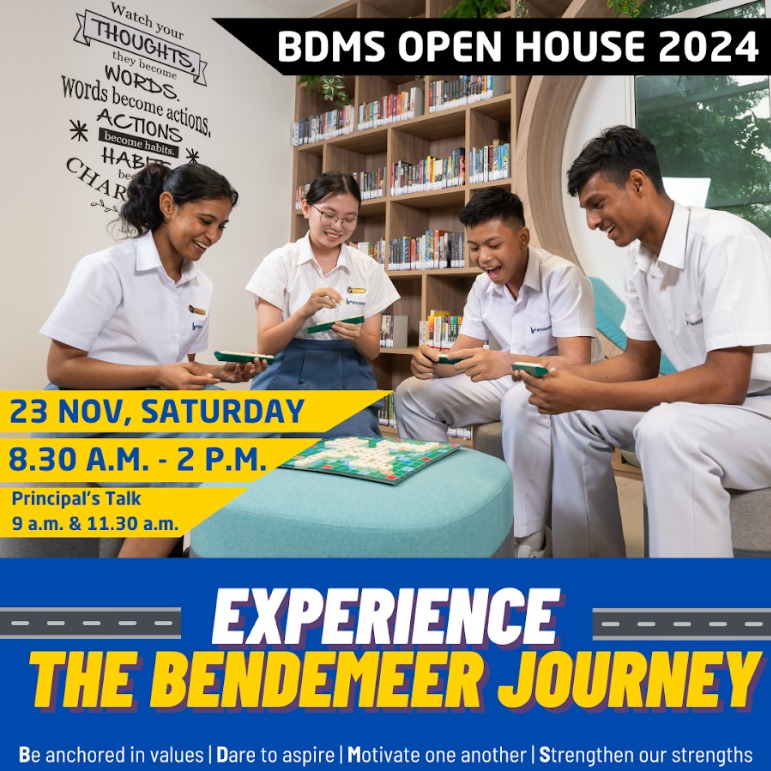 Watch your
THOUGHTS,
they become
WORDS.
Words become actions.
ACTIONS
become habits.
BDMS OPEN HOUSE 2024
23 NOV, SATURDAY
8.30 A.M. - 2 P.M.
Principal's Talk
9 a.m. & 11.30 a.m.
EXPERIENCE
THE BENDEMEER JOURNEY
Be anchored in values | Dare to aspire | Motivate one another | Strengthen our strengths